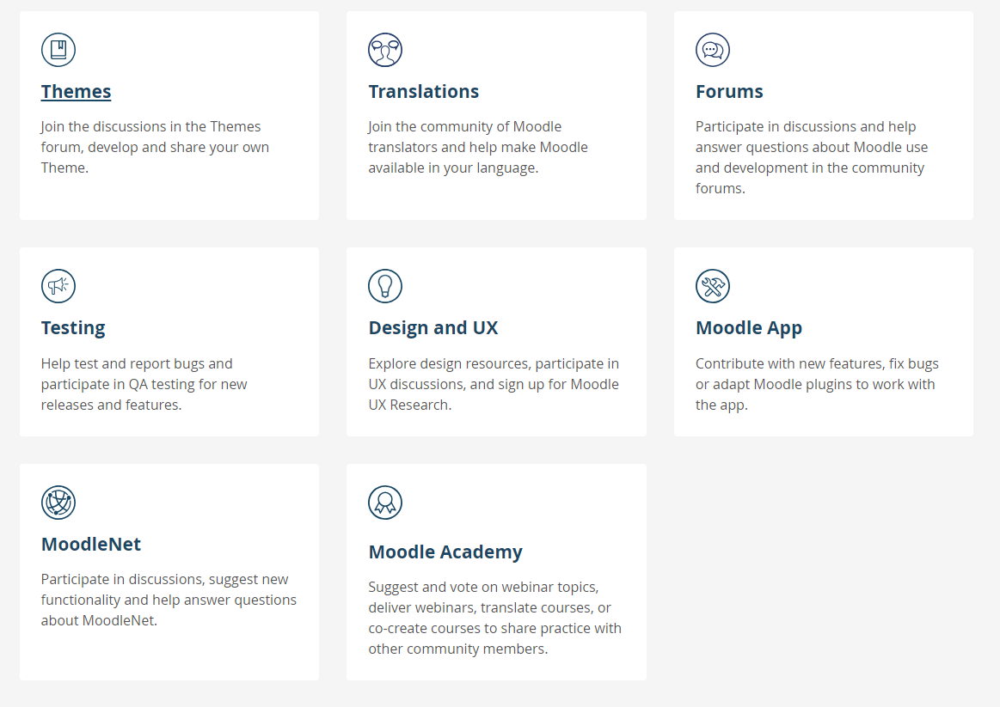 Themes
Join the discussions in the Themes
forum, develop and share your own
Theme.
Translations
Join the community of Moodle
translators and help make Moodle
available in your language.
Forums
Participate in discussions and help
answer questions about Moodle use
and development in the community
forums.
Testing
Help test and report bugs and
participate in QA testing for new
releases and features.
Design and UX
Explore design resources, participate in
UX discussions, and sign up for Moodle
UX Research.
Moodle App
Contribute with new features, fix bugs
or adapt Moodle plugins to work with
the app.
MoodleNet
Participate in discussions, suggest new
functionality and help answer questions
about MoodleNet.
Moodle Academy
Suggest and vote on webinar topics,
deliver webinars, translate courses, or
co-create courses to share practice with
other community members.